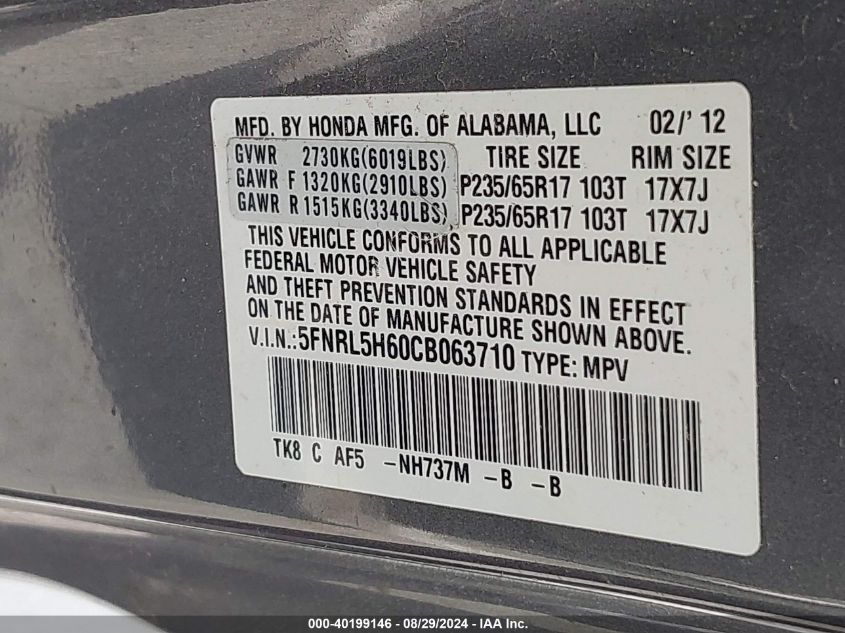 MFD. BY HONDA MFG. OF ALABAMA, LLC 02/' 12
GVWR 2730KG(6019LBS) TIRE SIZE RIM SIZE
GAWR F 1320KG(2910LBS) P235/65R17 103T 17X7J
GAWR R 1515KG(3340LBS) P235/65R17 103T 17X7J
THIS VEHICLE CONFORMS TO ALL APPLICABLE
FEDERAL MOTOR VEHICLE SAFETY
AND THEFT PREVENTION STANDARDS IN EFFECT
ON THE DATE OF MANUFACTURE SHOWN ABOVE.
V.I.N.:5FNRL5H60CB063710 TYPE: MPV
TK8 C AF5 -NH737M -B -B
000-40199146 - 08/29/2024 - IAAI.com